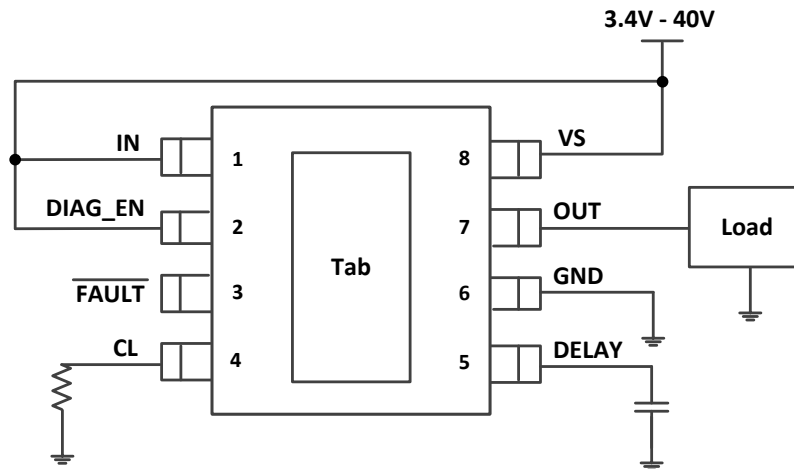 3.4V - 40V
IN
1
8
VS
DIAG_EN
2
7
OUT
Load
Tab
FAULT
3
6
GND
CL
4
5
DELAY